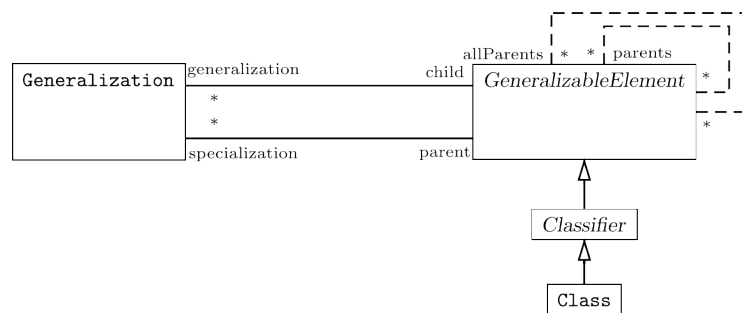 allParents * * parents
Generalization generalization child GeneralizableElement *
*
* *
specialization parent
Classifier
Class